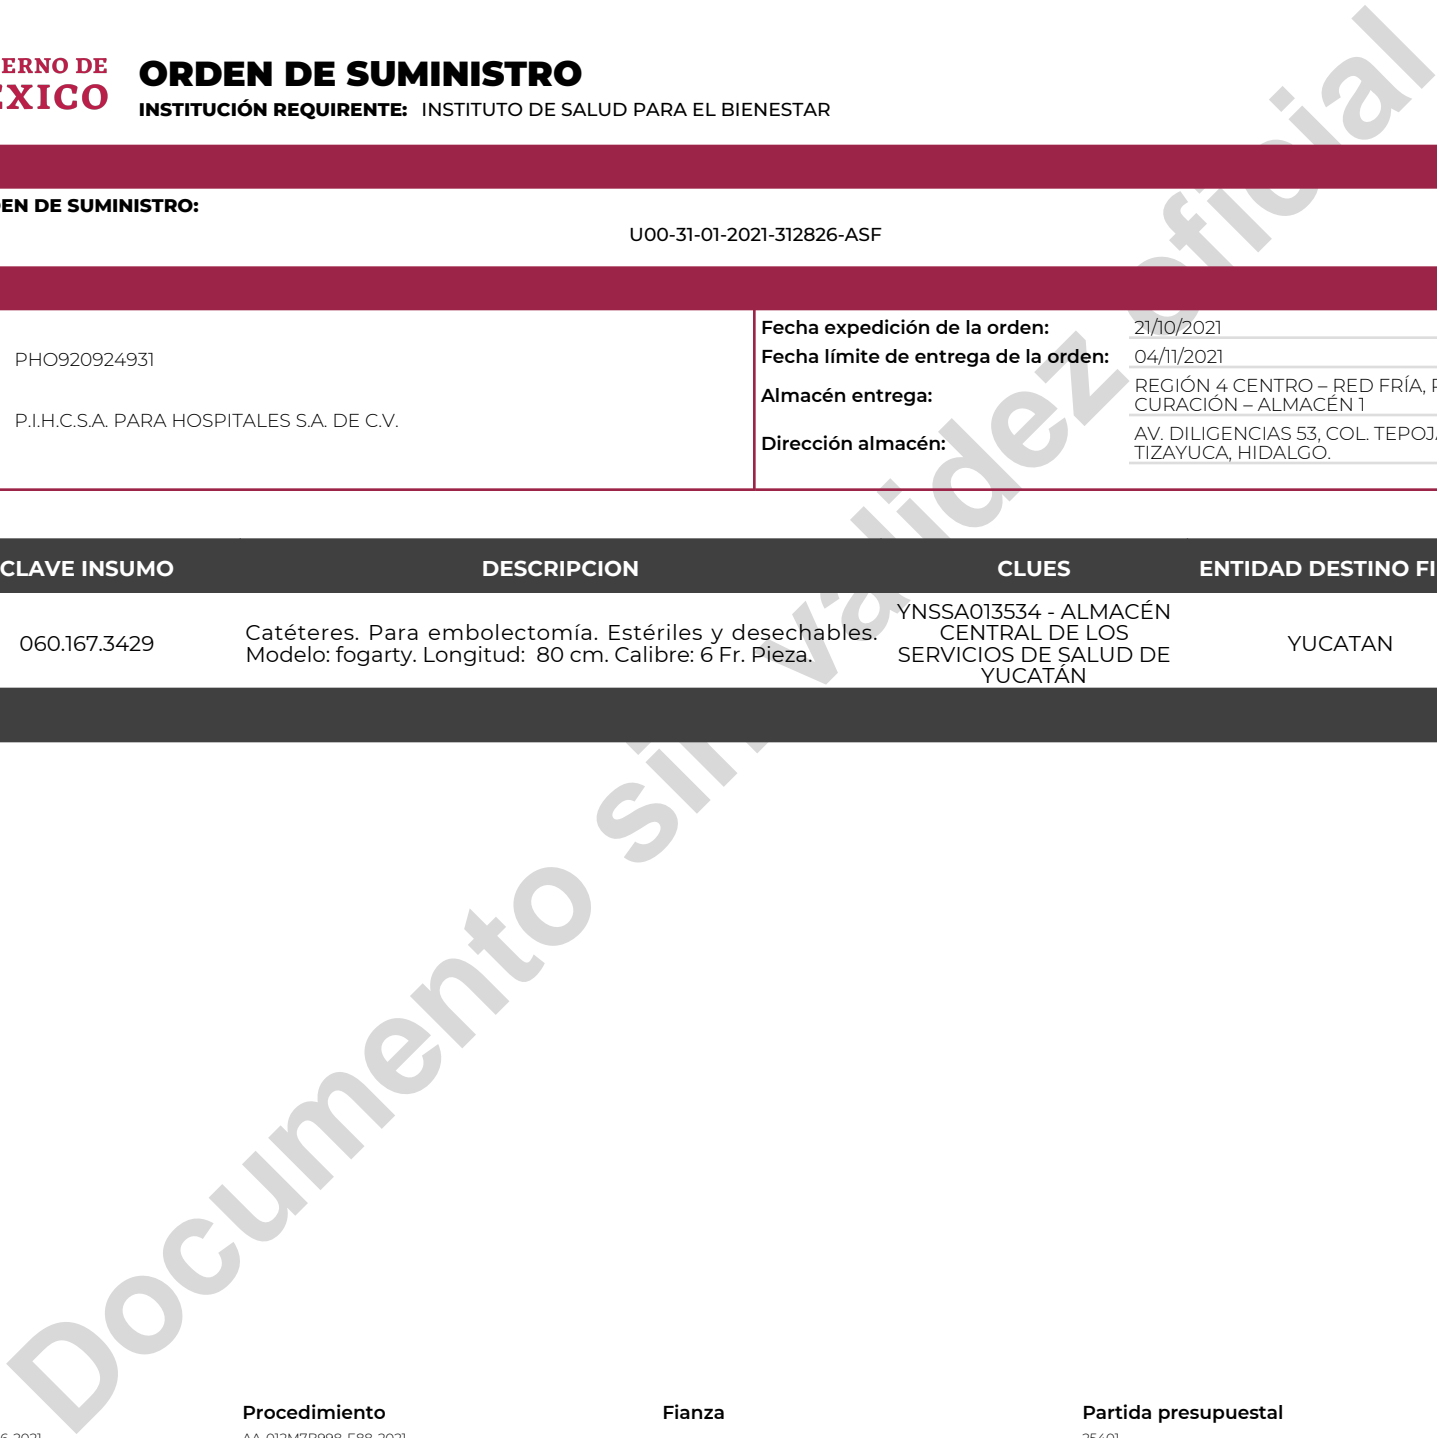 ERNO DE
EXICO
ORDEN DE SUMINISTRO
INSTITUCIÓN REQUIRENTE: INSTITUTO DE SALUD PARA EL BIENESTAR
EN DE SUMINISTRO:
U00-31-01-2021-312826-ASF
PHO920924931
P.I.H.C.S.A. PARA HOSPITALES S.A. DE C.V.
Fecha expedición de la orden: 21/10/2021
Fecha límite de entrega de la orden: 04/11/2021
Almacén entrega:
REGIÓN 4 CENTRO – RED FRÍA,
CURACIÓN – ALMACÉN 1
Dirección almacén:
AV. DILIGENCIAS 53, COL. TEPOJ
TIZAYUCA, HIDALGO.
CLAVE INSUMO DESCRIPCION CLUES ENTIDAD DESTINO FI
060.167.3429
Catéteres. Para embolectomía. Estériles y desechables.
Modelo: fogarty. Longitud: 80 cm. Calibre: 6 Fr. Pieza.
YNSSA013534 - ALMACÉN
CENTRAL DE LOS
SERVICIOS DE SALUD DE
YUCATÁN
YUCATAN
Documento sin validez oficial
Procedimiento Fianza Partida presupuestal